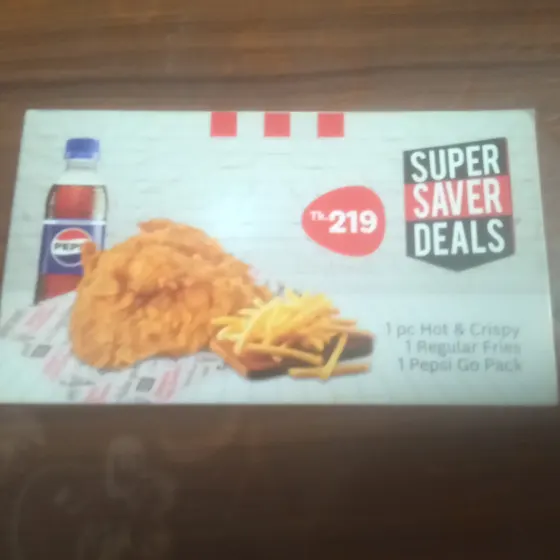 SUPER
SAVER
DEALS
Tk.219
PEPSI
1 pc Hot & Crispy
1 Regular Fries
1 Pepsi Go Pack